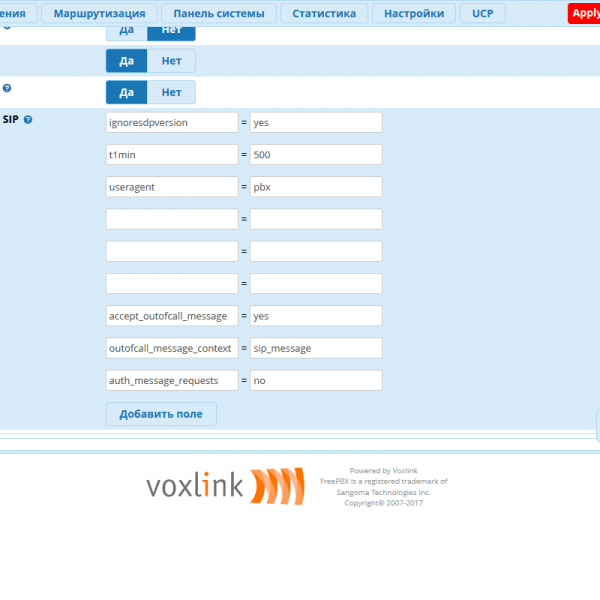 ения Маршрутизация Панель системы Статистика Настройки UCP Apply
Да Нет
Да Нет
Да Нет
SIP
ignoresdpversion = yes
t1min = 500
useragent = pbx
=
=
=
accept_outofcall_message = yes
outofcall_message_context = sip_message
auth_message_requests = no
Добавить поле
voxlink
Powered by Voxlink
FreePBX is a registered trademark of
Sangoma Technologies Inc.
Copyright© 2007-2017